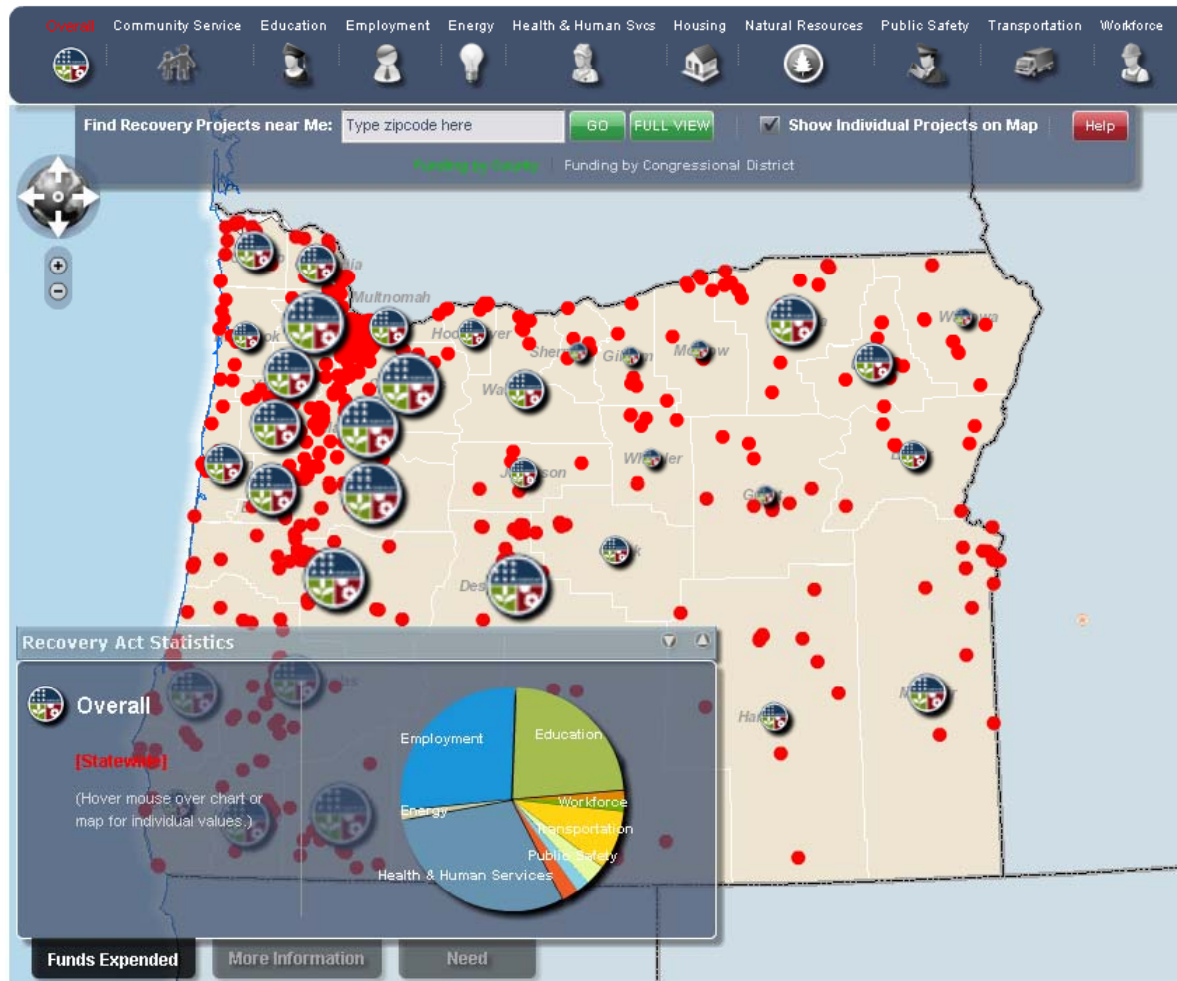 Overall Community Service Education Employment Energy Health & Human Svcs Housing Natural Resources Public Safety Transportation Workforce
Find Recovery Projects near Me: Type zipcode here GO FULL VIEW Show Individual Projects on Map Help
Funding by County Funding by Congressional District
Multnomah
Recovery Act Statistics
Overall
[Statewide]
(Hover mouse over chart or
map for individual values.)
Employment
Education
Workforce
Energy
Transportation
Public Safety
Health & Human Services
Funds Expended More Information Need